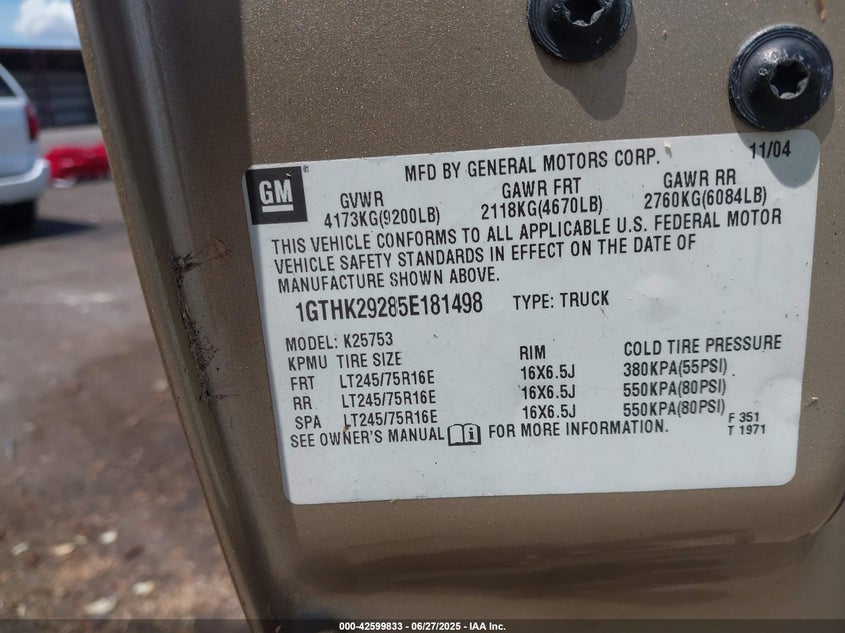 MFD BY GENERAL MOTORS CORP. 11/04
GM
GVWR GAWR FRT GAWR RR
4173KG(9200LB) 2118KG(4670LB) 2760KG(6084LB)
THIS VEHICLE CONFORMS TO ALL APPLICABLE U.S. FEDERAL MOTOR
VEHICLE SAFETY STANDARDS IN EFFECT ON THE DATE OF
MANUFACTURE SHOWN ABOVE.
1GTHK29285E181498 TYPE: TRUCK
MODEL: K25753
KPMU TIRE SIZE RIM COLD TIRE PRESSURE
FRT LT245/75R16E 16X6.5J 380KPA(55PSI)
RR LT245/75R16E 16X6.5J 550KPA(80PSI)
SPA LT245/75R16E 16X6.5J 550KPA(80PSI)
SEE OWNER'S MANUAL FOR MORE INFORMATION.
F 351
T 1971
000-42599833 - 06/27/2025 - IAA Inc.